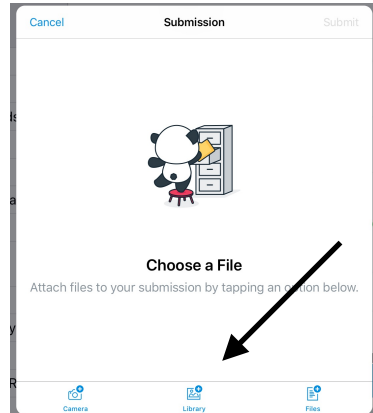 Cancel Submission Submit
Choose a File
Attach files to your submission by tapping an option below.
Camera Library Files